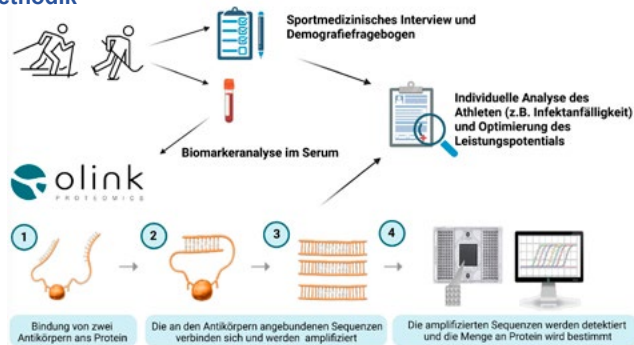 ethodik
Sportmedizinisches Interview und
Demografiefragebogen
Individuelle Analyse des
Athleten (z.B. Infektanfälligkeit)
und Optimierung des
Leistungspotentials
Biomarkeranalyse im Serum
olink
PROTEOMICS
1
2
3
4
Bindung von zwei
Antikörpern ans Protein
Die an den Antikörpern angebundenen Sequenzen
verbinden sich und werden amplifiziert
Die amplifizierten Sequenzen werden detektiert
und die Menge an Protein wird bestimmt